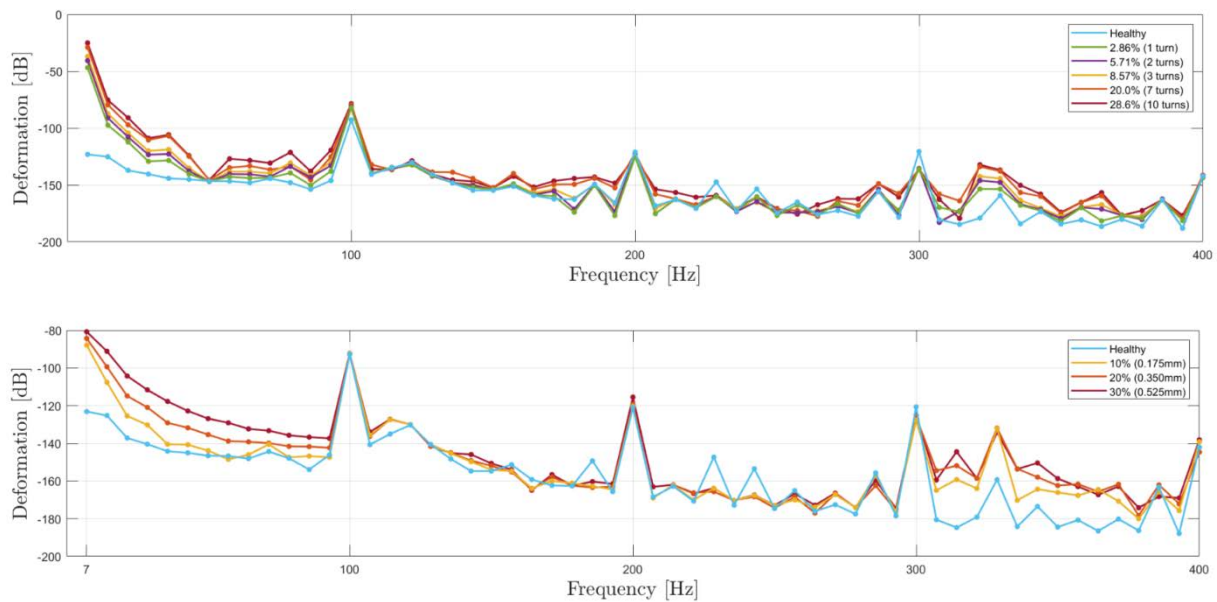 0
-50
-100
-150
-200
Deformation [dB]
100
200
300
400
Frequency [Hz]
Healthy
2.86% (1 turn)
5.71% (2 turns)
8.57% (3 turns)
20.0% (7 turns)
28.6% (10 turns)
-80
-100
-120
-140
-160
-180
-200
Deformation [dB]
7
100
200
300
400
Frequency [Hz]
Healthy
10% (0.175mm)
20% (0.350mm)
30% (0.525mm)